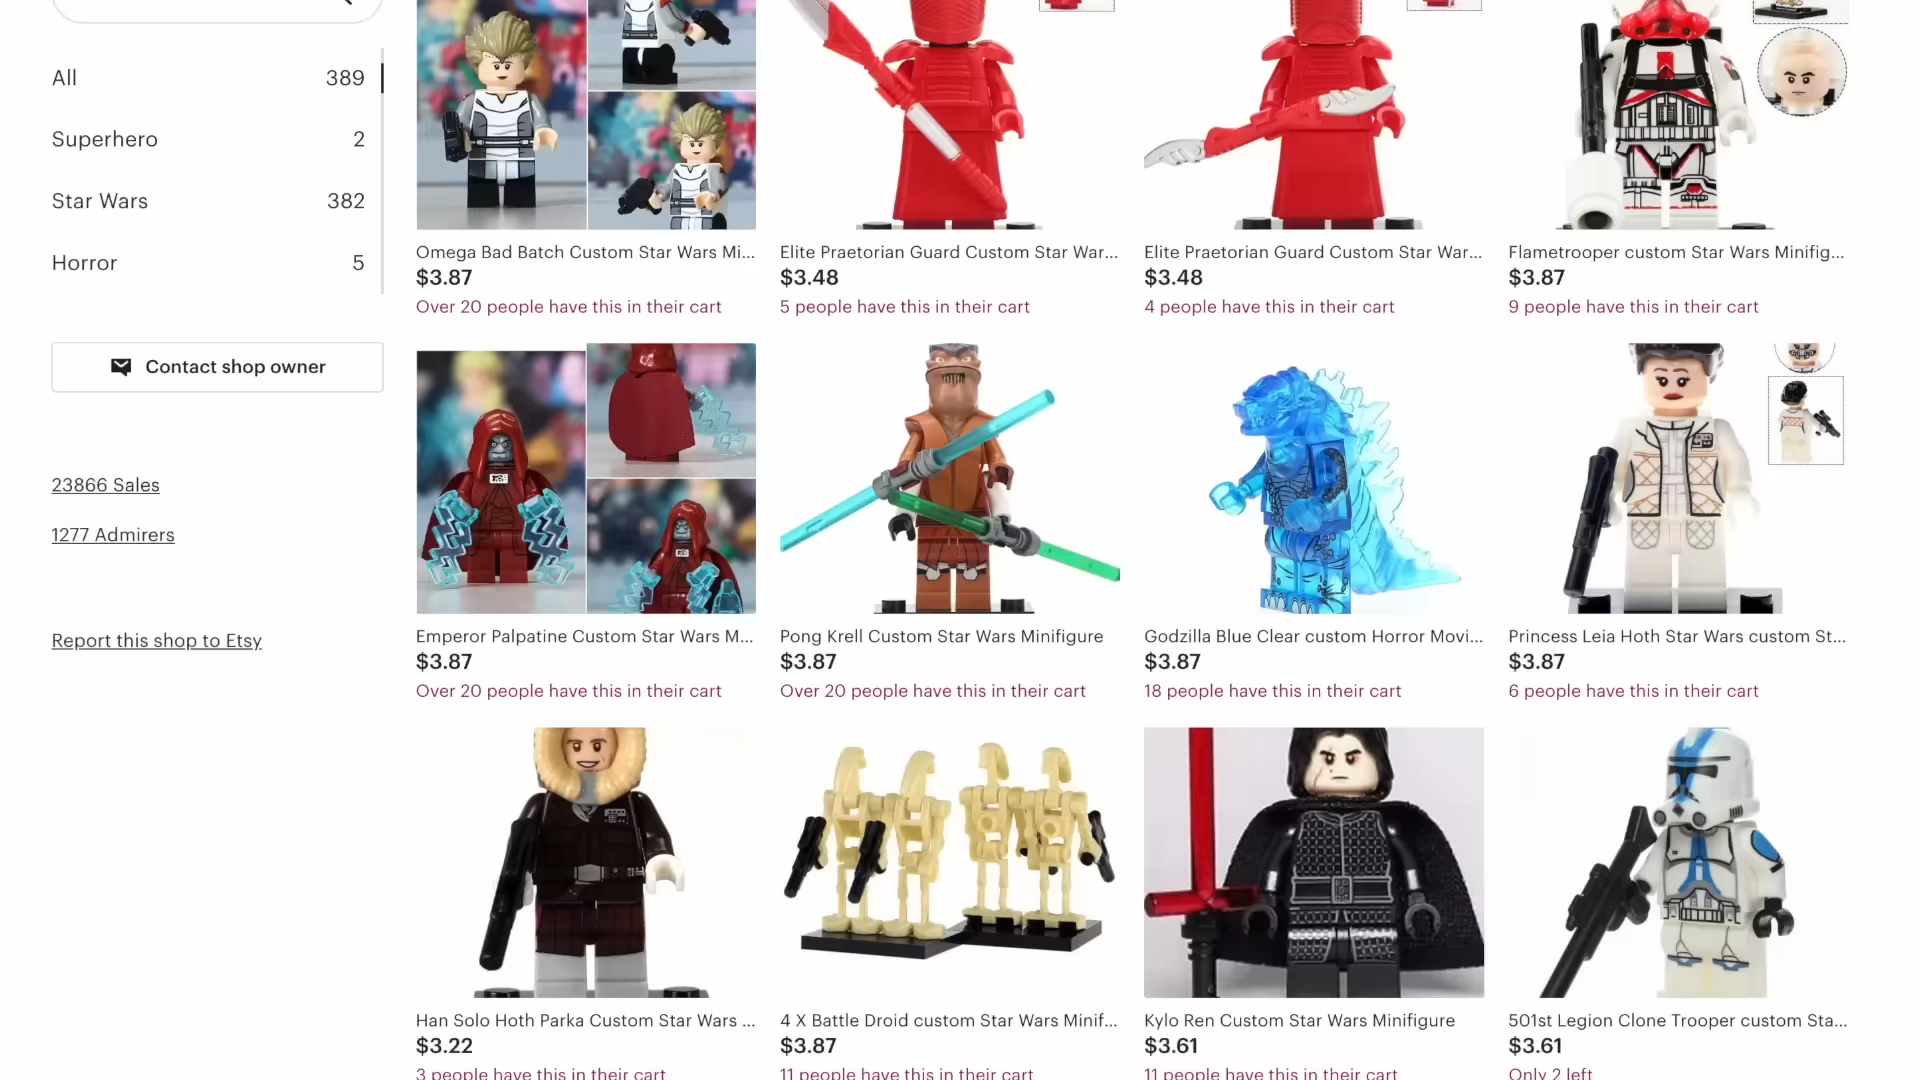 All 389
Superhero 2
Star Wars 382
Horror 5
Contact shop owner
23866 Sales
1277 Admirers
Report this shop to Etsy
Omega Bad Batch Custom Star Wars Mi...
$3.87
Over 20 people have this in their cart
Elite Praetorian Guard Custom Star War...
$3.48
5 people have this in their cart
Elite Praetorian Guard Custom Star War...
$3.48
4 people have this in their cart
Flametrooper custom Star Wars Minifig...
$3.87
9 people have this in their cart
Emperor Palpatine Custom Star Wars M...
$3.87
Over 20 people have this in their cart
Pong Krell Custom Star Wars Minifigure
$3.87
Over 20 people have this in their cart
Godzilla Blue Clear custom Horror Movi...
$3.87
18 people have this in their cart
Princess Leia Hoth Star Wars custom St...
$3.87
6 people have this in their cart
Han Solo Hoth Parka Custom Star Wars ...
$3.22
3 people have this in their cart
4 X Battle Droid custom Star Wars Minif...
$3.87
11 people have this in their cart
Kylo Ren Custom Star Wars Minifigure
$3.61
11 people have this in their cart
501st Legion Clone Trooper custom Sta...
$3.61
Only 2 left